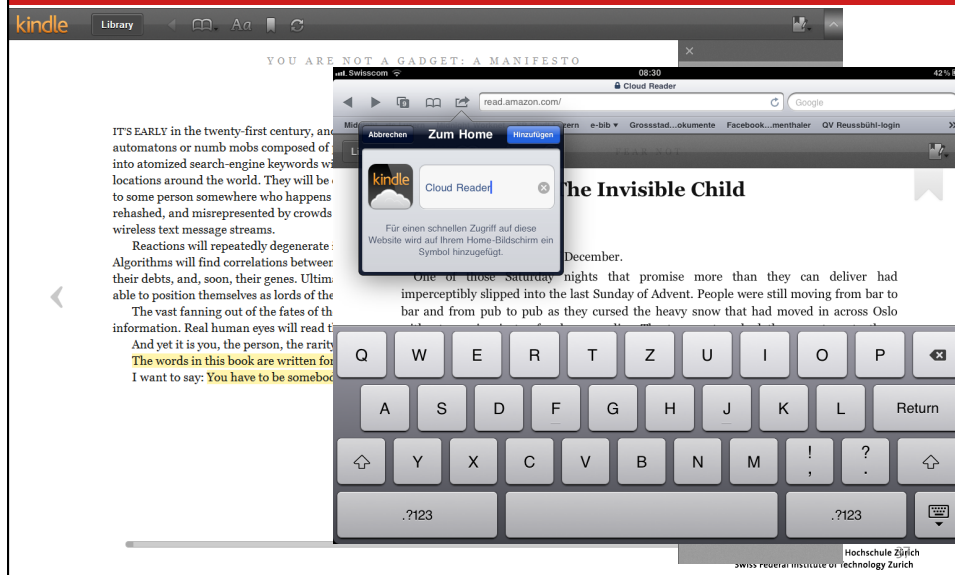 kindle
Library
Aa
YOU ARE NOT A GADGET: A MANIFESTO
IT'S EARLY in the twenty-first century, and
automatons or numb mobs composed of
into atomized search-engine keywords wi
locations around the world. They will be
to some person somewhere who happens
rehashed, and misrepresented by crowds
wireless text message streams.
Reactions will repeatedly degenerate
Algorithms will find correlations between
their debts, and, soon, their genes. Ultima
able to position themselves as lords of the
The vast fanning out of the fates of th
information. Real human eyes will read t
And yet it is you, the person, the rarity
The words in this book are written for
I want to say: You have to be somebod
Swisscom
08:30
42%
Cloud Reader
read.amazon.com/
Google
e-bib
Grossstad...okumente
Facebook...menthaler
QV Reussbühl-login
Abbrechen
Zum Home
Hinzufügen
kindle
Cloud Reader
Für einen schnellen Zugriff auf diese
Website wird auf Ihrem Home-Bildschirm ein
Symbol hinzugefügt.
The Invisible Child
December.
One of those Saturday nights that promise more than they can deliver had
imperceptibly slipped into the last Sunday of Advent. People were still moving from bar to
bar and from pub to pub as they cursed the heavy snow that had moved in across Oslo
Q W E R T Z U I O P
A S D F G H J K L Return
Y X C V B N M ! , ? .
.?123 .?123
Hochschule Zürich
Swiss Federal Institute of Technology Zurich